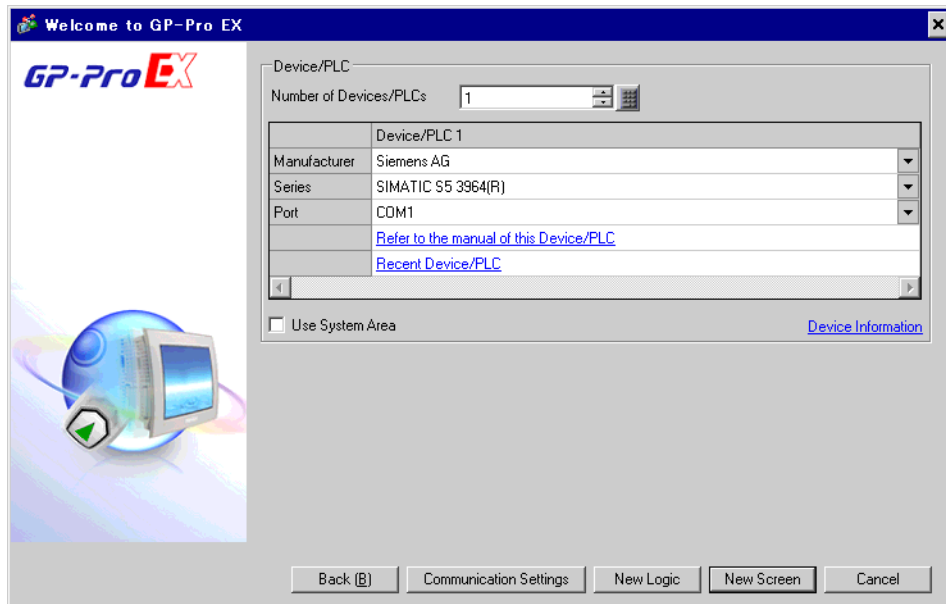 Welcome to GP-Pro EX
GP-Pro EX
Device/PLC
Number of Devices/PLCs 1
Device/PLC 1
Manufacturer Siemens AG
Series SIMATIC S5 3964(R)
Port COM1
Refer to the manual of this Device/PLC
Recent Device/PLC
Use System Area Device Information
Back (B) Communication Settings New Logic New Screen Cancel